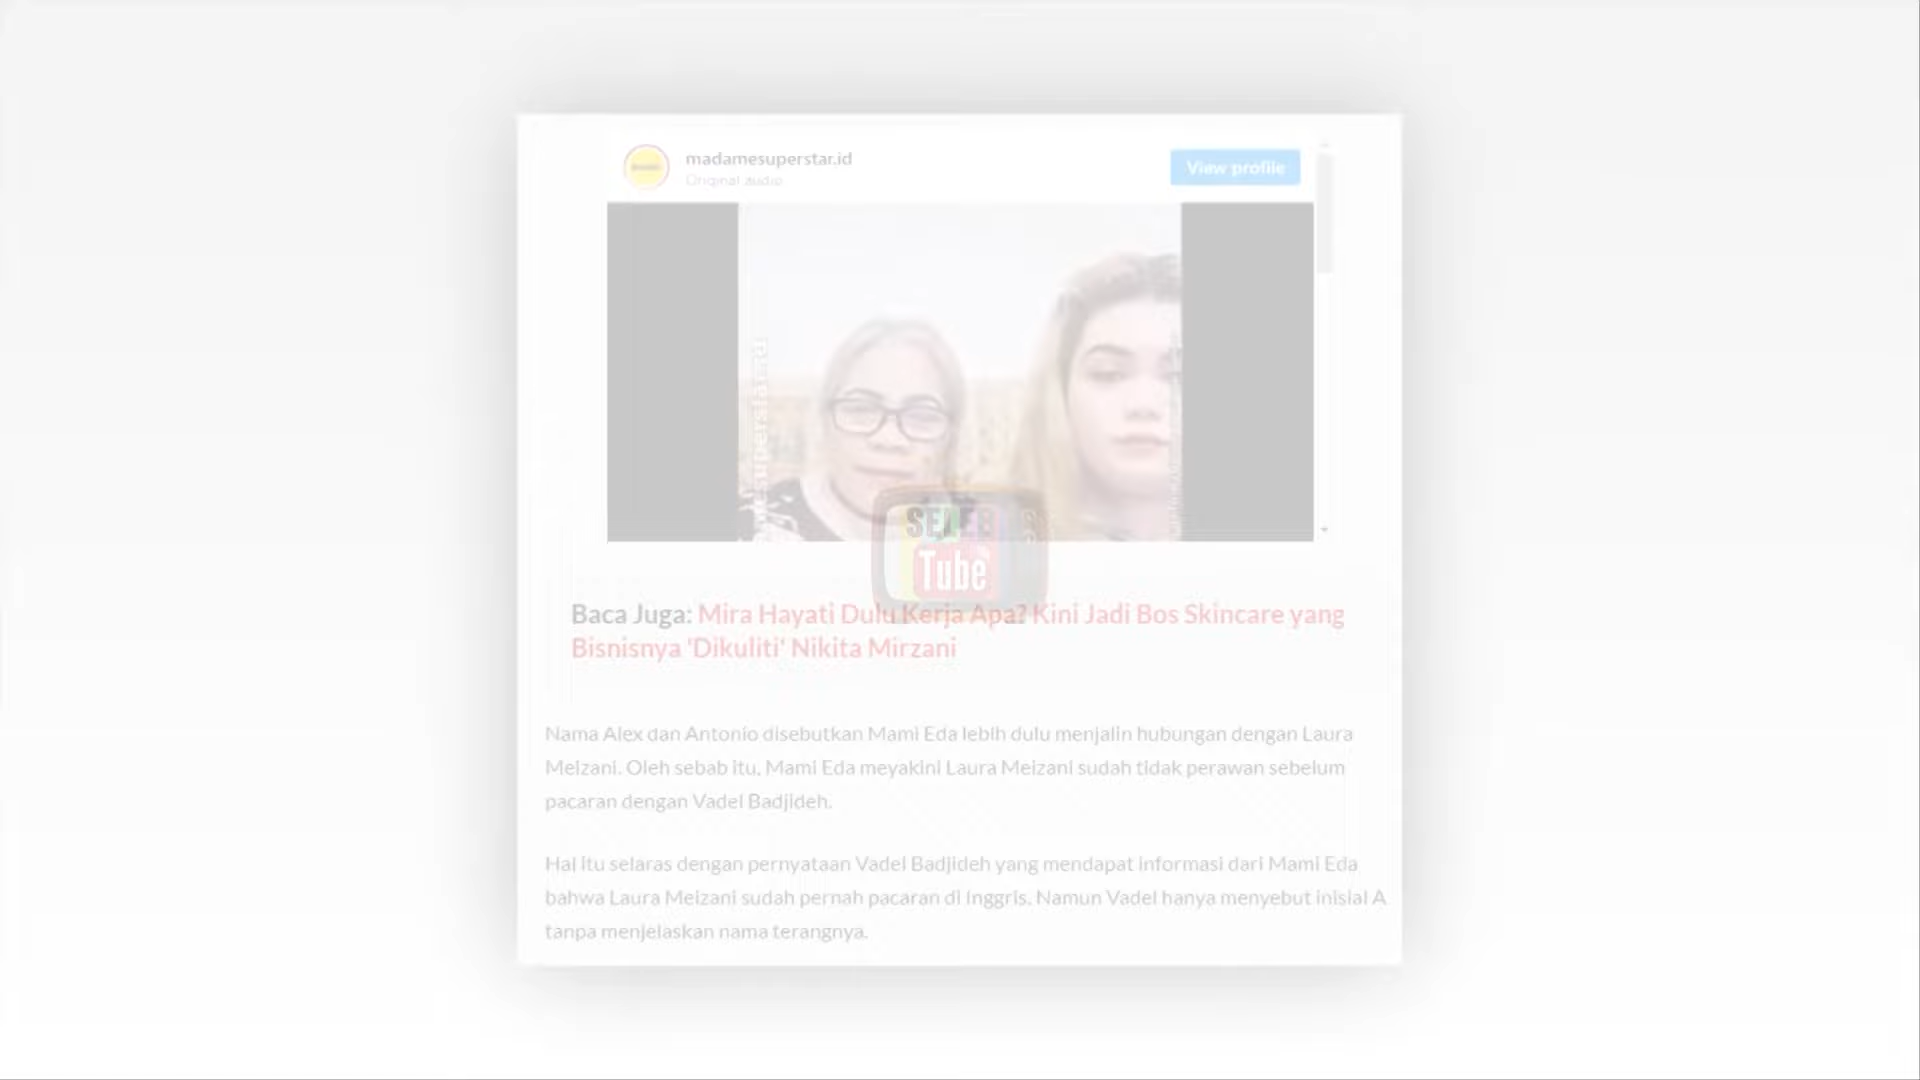 madamesuperstar.id
Original audio
View profile
SELEB
Tube
Baca Juga: Mira Hayati Dulu Kerja Apa? Kini Jadi Bos Skincare yang
Bisnisnya 'Dikuliti' Nikita Mirzani
Nama Alex dan Antonio disebutkan Mami Eda lebih dulu menjalin hubungan dengan Laura
Meizani. Oleh sebab itu, Mami Eda meyakini Laura Meizani sudah tidak perawan sebelum
pacaran dengan Vadel Badjideh.
Hal itu selaras dengan pernyataan Vadel Badjideh yang mendapat informasi dari Mami Eda
bahwa Laura Meizani sudah pernah pacaran di Inggris. Namun Vadel hanya menyebut inisial A
tanpa menjelaskan nama terangnya.